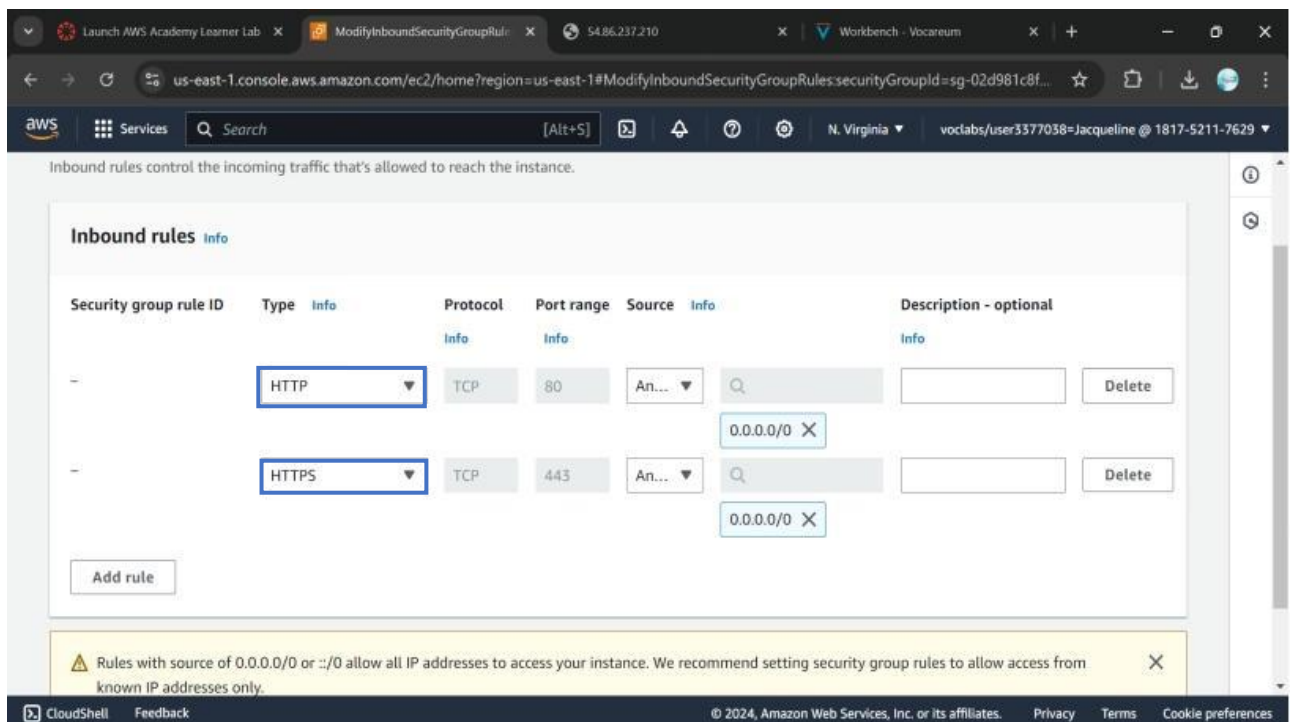 Launch AWS Academy Learner Lab
ModifyInboundSecurityGroupRule
54.86.237.210
Workbench - Vocareum
us-east-1.console.aws.amazon.com/ec2/home?region=us-east-1#ModifyInboundSecurityGroupRules:securityGroupId=sg-02d981c8f...
aws Services Search [Alt+S] N. Virginia voclabs/user3377038=Jacqueline @ 1817-5211-7629
Inbound rules control the incoming traffic that's allowed to reach the instance.
Inbound rules Info
Security group rule ID Type Info Protocol Port range Source Info Description - optional
Info Info Info
– HTTP TCP 80 An... Delete
0.0.0.0/0
– HTTPS TCP 443 An... Delete
0.0.0.0/0
Add rule
Rules with source of 0.0.0.0/0 or ::/0 allow all IP addresses to access your instance. We recommend setting security group rules to allow access from
known IP addresses only.
CloudShell Feedback © 2024, Amazon Web Services, Inc. or its affiliates. Privacy Terms Cookie preferences